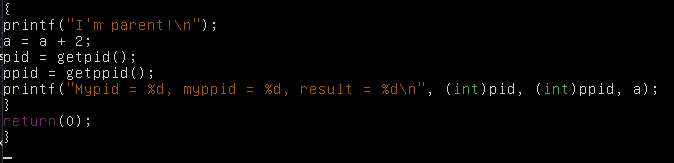 {
printf("I'm parent!\n");
a = a + 2;
pid = getpid();
ppid = getppid();
printf("Mypid = %d, myppid = %d, result = %d\n", (int)pid, (int)ppid, a);
}
return(0);
}